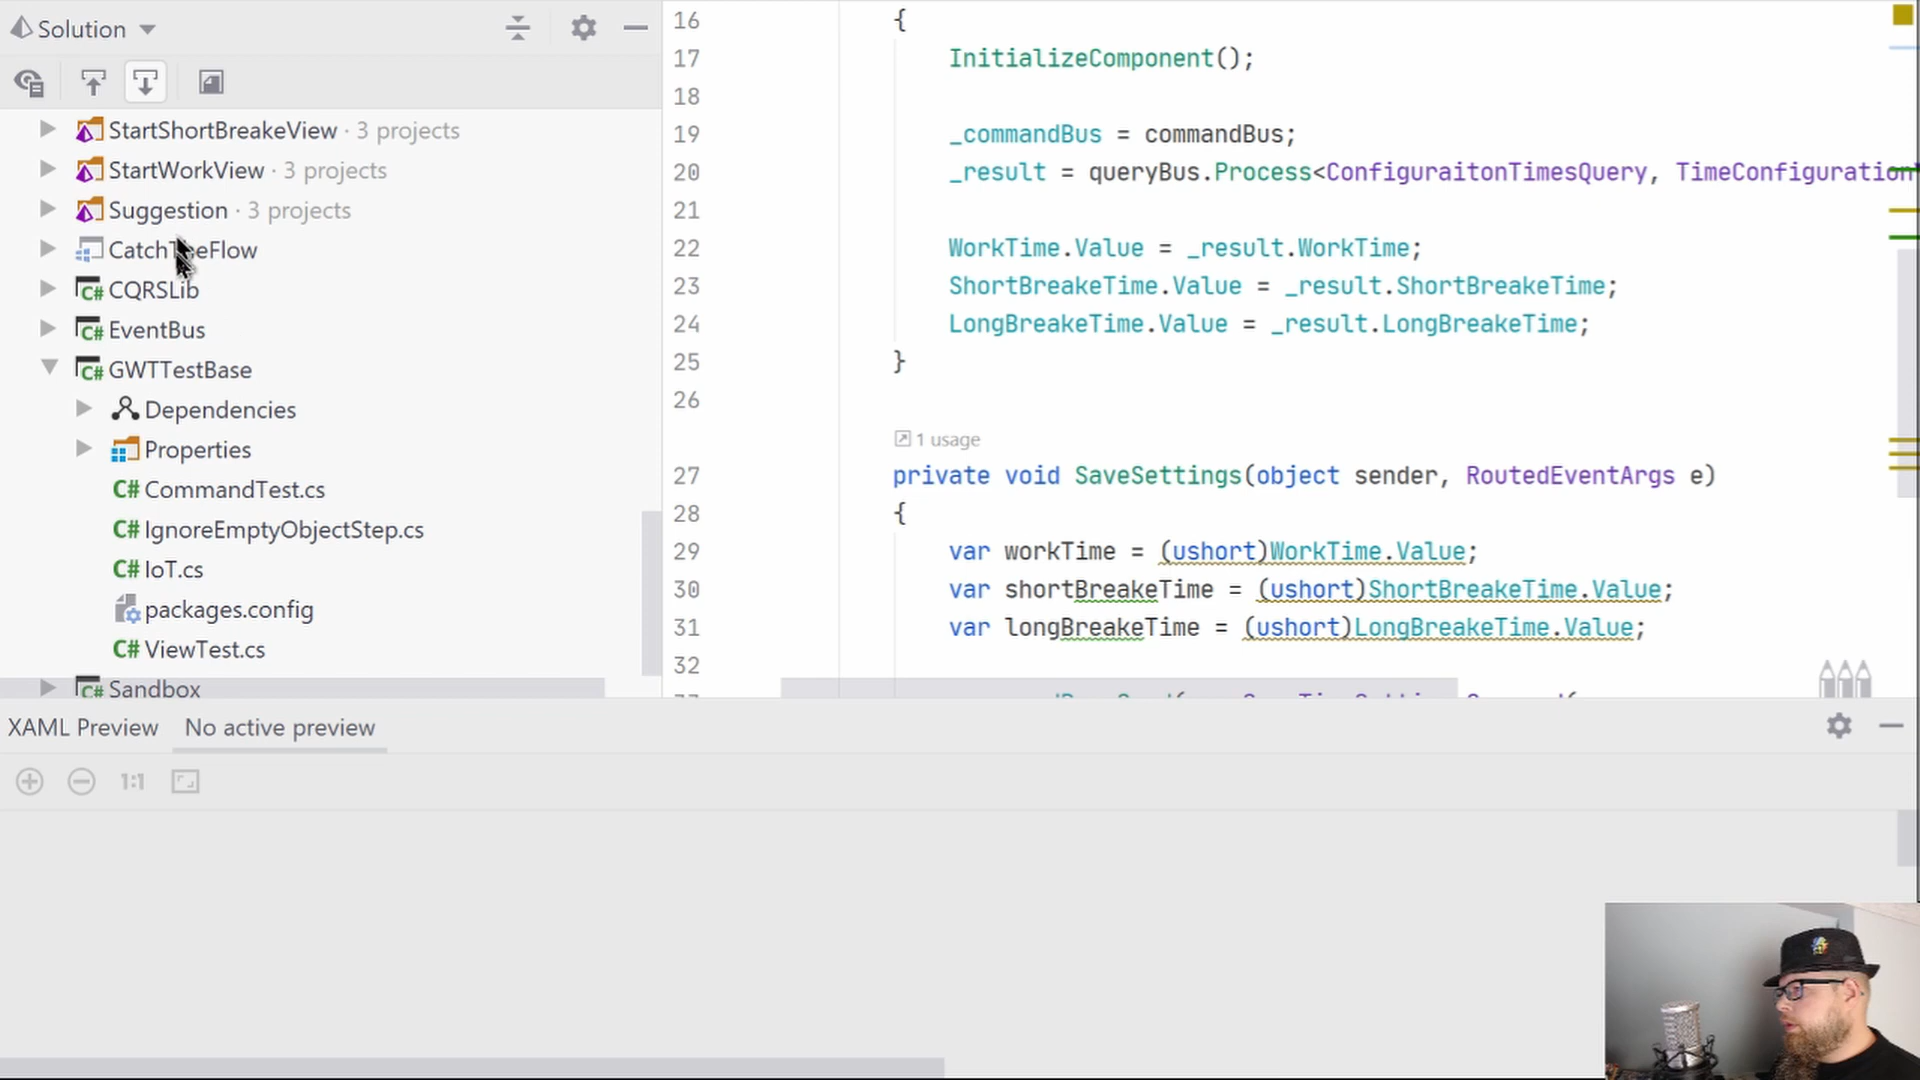 Solution
StartShortBreakeView · 3 projects
StartWorkView · 3 projects
Suggestion · 3 projects
CatchTheFlow
C# CQRSLib
C# EventBus
C# GWTTestBase
Dependencies
Properties
C# CommandTest.cs
C# IgnoreEmptyObjectStep.cs
C# IoT.cs
packages.config
C# ViewTest.cs
C# Sandbox
16 {
17 InitializeComponent();
18
19 _commandBus = commandBus;
20 _result = queryBus.Process<ConfiguraitonTimesQuery, TimeConfiguration
21
22 WorkTime.Value = _result.WorkTime;
23 ShortBreakeTime.Value = _result.ShortBreakeTime;
24 LongBreakeTime.Value = _result.LongBreakeTime;
25 }
26
1 usage
27 private void SaveSettings(object sender, RoutedEventArgs e)
28 {
29 var workTime = (ushort)WorkTime.Value;
30 var shortBreakeTime = (ushort)ShortBreakeTime.Value;
31 var longBreakeTime = (ushort)LongBreakeTime.Value;
32
XAML Preview No active preview
1:1